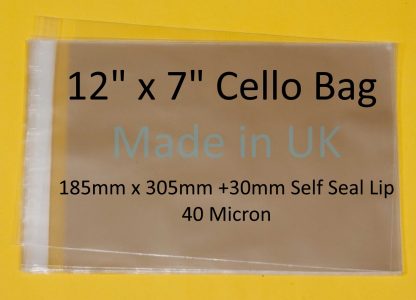 12" x 7" Cello Bag
Made in UK
185mm x 305mm +30mm Self Seal Lip
40 Micron